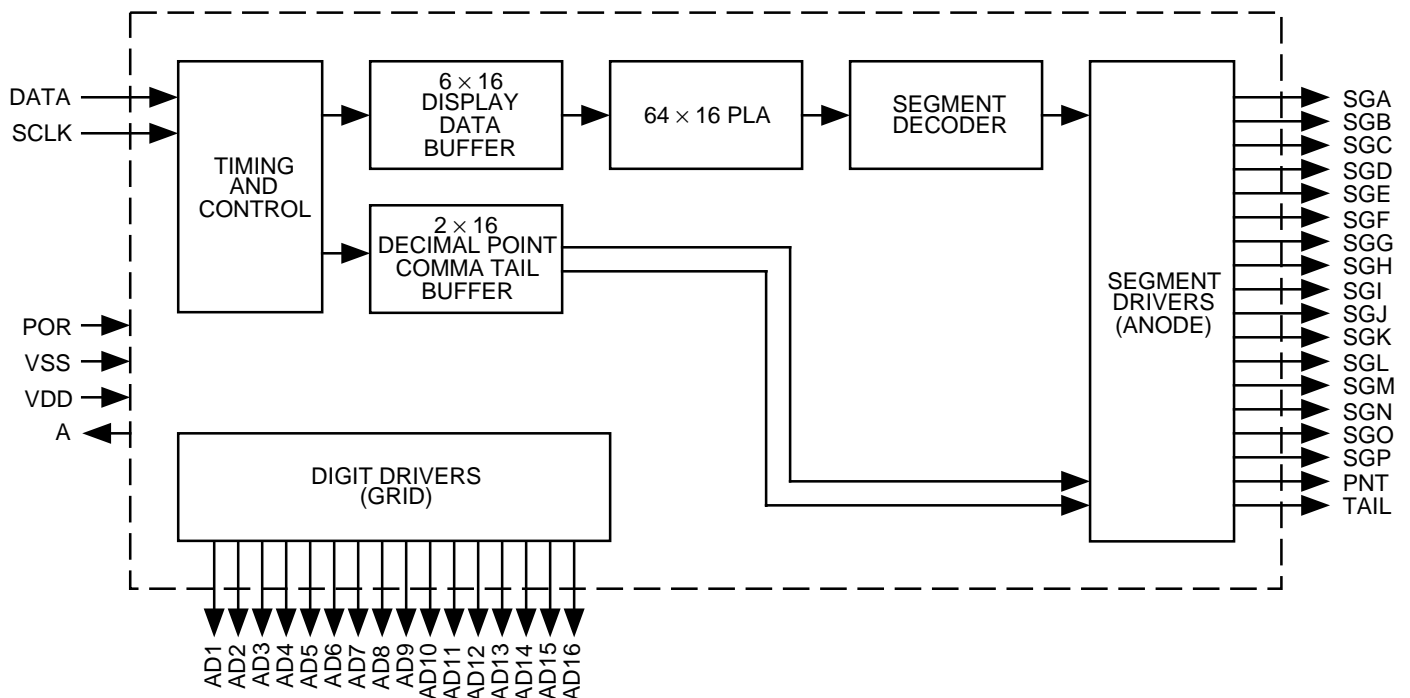 DATA
SCLK
TIMING
AND
CONTROL
6 × 16
DISPLAY
DATA
BUFFER
64 × 16 PLA
SEGMENT
DECODER
2 × 16
DECIMAL POINT
COMMA TAIL
BUFFER
SEGMENT
DRIVERS
(ANODE)
SGA
SGB
SGC
SGD
SGE
SGF
SGG
SGH
SGI
SGJ
SGK
SGL
SGM
SGN
SGO
SGP
PNT
TAIL
POR
VSS
VDD
A
DIGIT DRIVERS
(GRID)
AD1
AD2
AD3
AD4
AD5
AD6
AD7
AD8
AD9
AD10
AD11
AD12
AD13
AD14
AD15
AD16